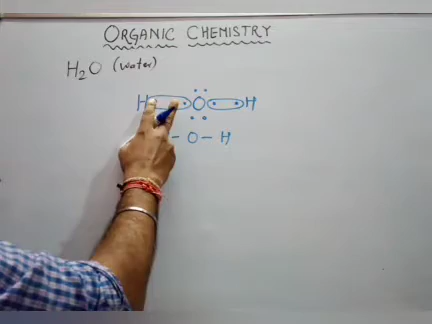 ORGANIC CHEMISTRY
H₂O (water)
H O H
- O - H